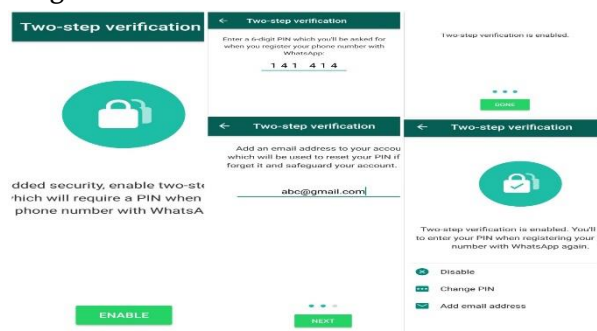 Two-step verification
dded security, enable two-ste
hich will require a PIN when
phone number with WhatsA
ENABLE
← Two-step verification
Enter a 6-digit PIN which you'll be asked for
when you register your phone number with
WhatsApp:
141 414
← Two-step verification
Add an email address to your accou
which will be used to reset your PIN if
forget it and safeguard your account.
abc@gmail.com
NEXT
Two-step verification is enabled.
DONE
← Two-step verification
Two-step verification is enabled. You'll
to enter your PIN when registering your
number with WhatsApp again.
Disable
Change PIN
Add email address